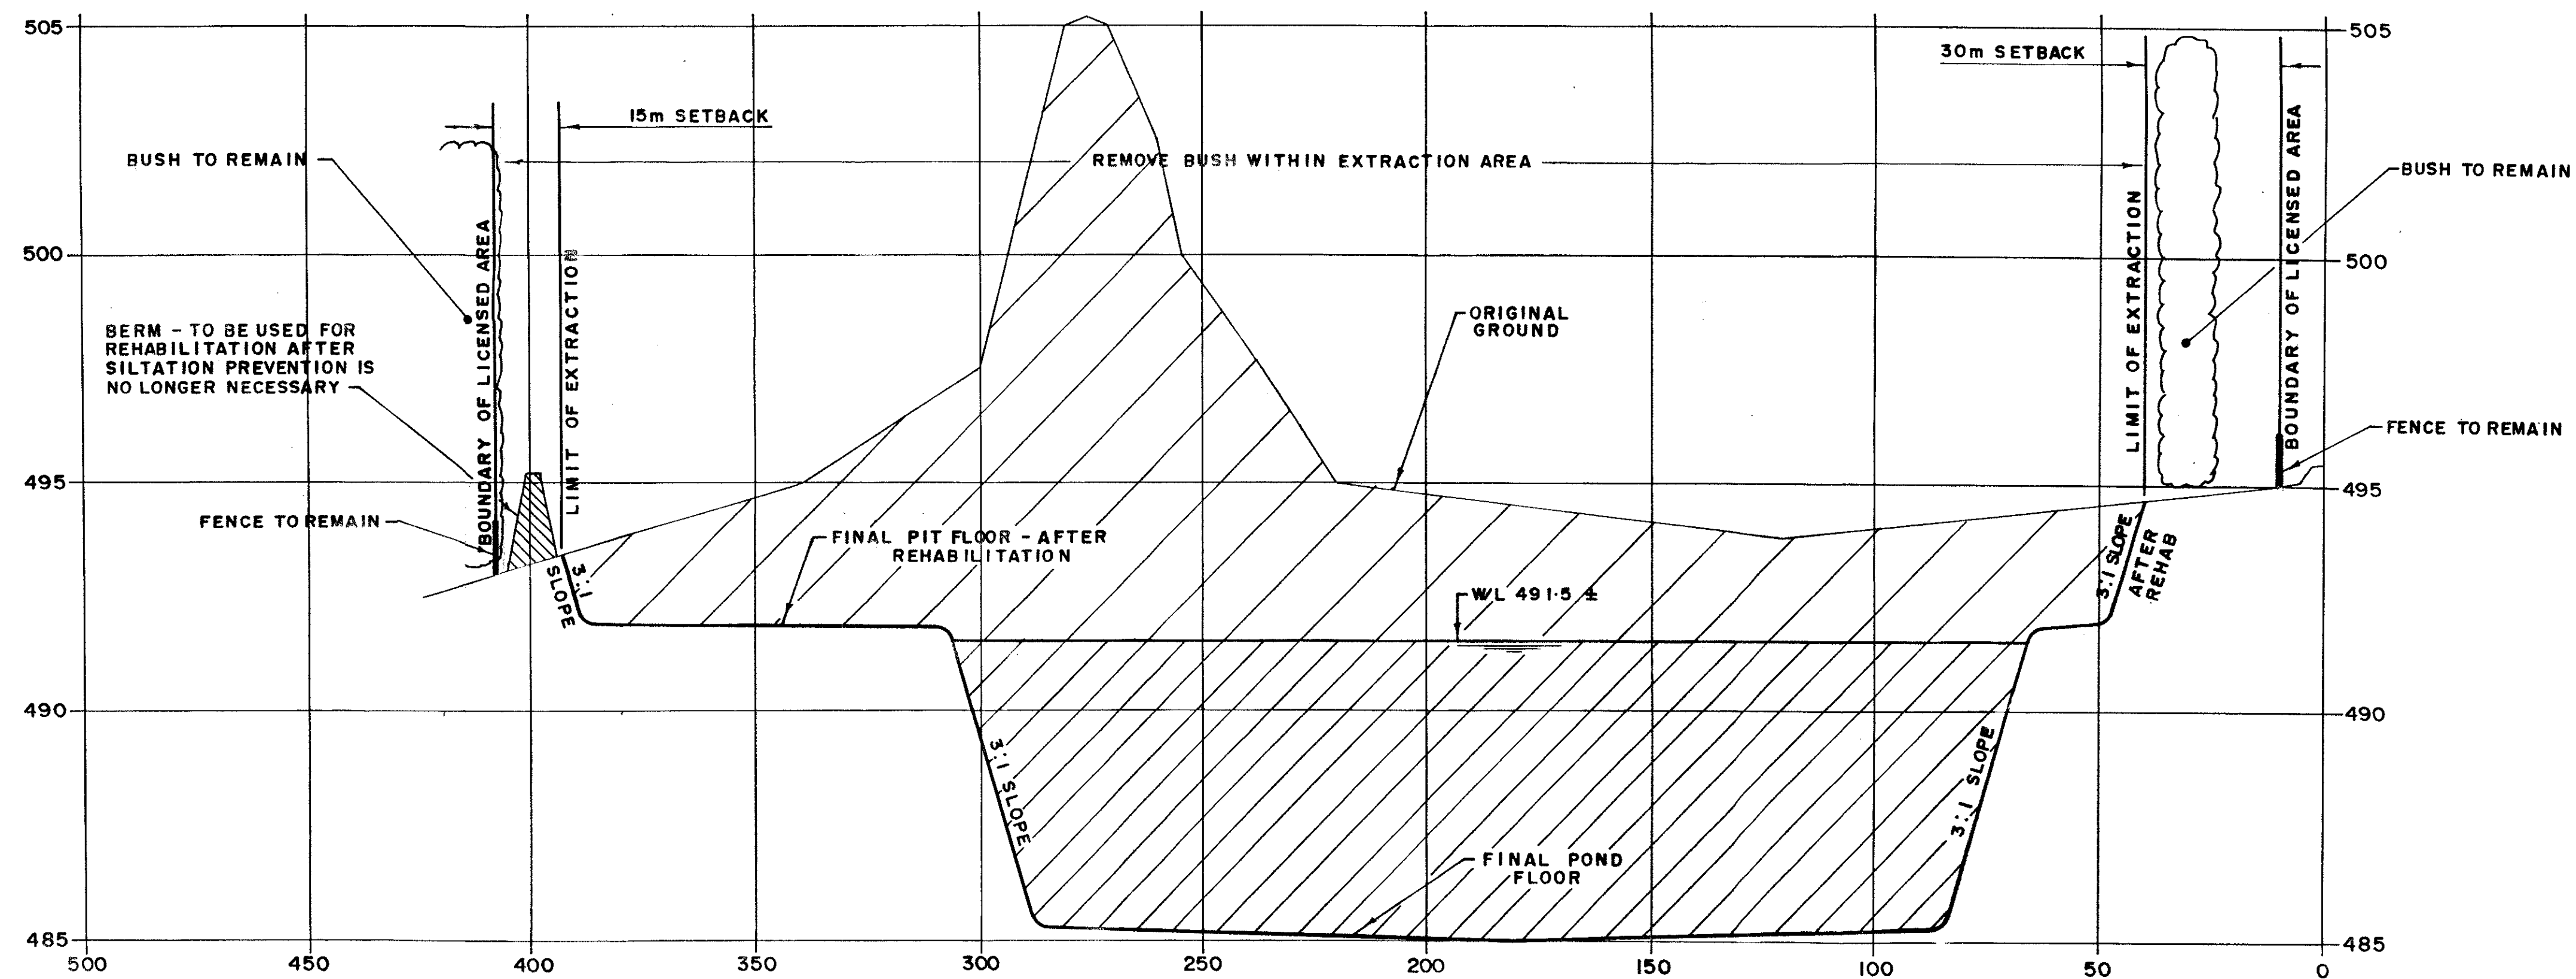 505
505
30m SETBACK
15m SETBACK
BUSH TO REMAIN
REMOVE BUSH WITHIN EXTRACTION AREA
BUSH TO REMAIN
BOUNDARY OF LICENSED AREA
LIMIT OF EXTRACTION
LIMIT OF EXTRACTION
BOUNDARY OF LICENSED AREA
500
500
BERM - TO BE USED FOR
REHABILITATION AFTER
SILTATION PREVENTION IS
NO LONGER NECESSARY
ORIGINAL
GROUND
FENCE TO REMAIN
495
495
FENCE TO REMAIN
FINAL PIT FLOOR - AFTER
REHABILITATION
3:1
SLOPE
3:1 SLOPE
AFTER
REHAB
W/L 491.5 ±
490
490
3:1 SLOPE
3:1 SLOPE
FINAL POND
FLOOR
485
485
500
450
400
350
300
250
200
150
100
50
0